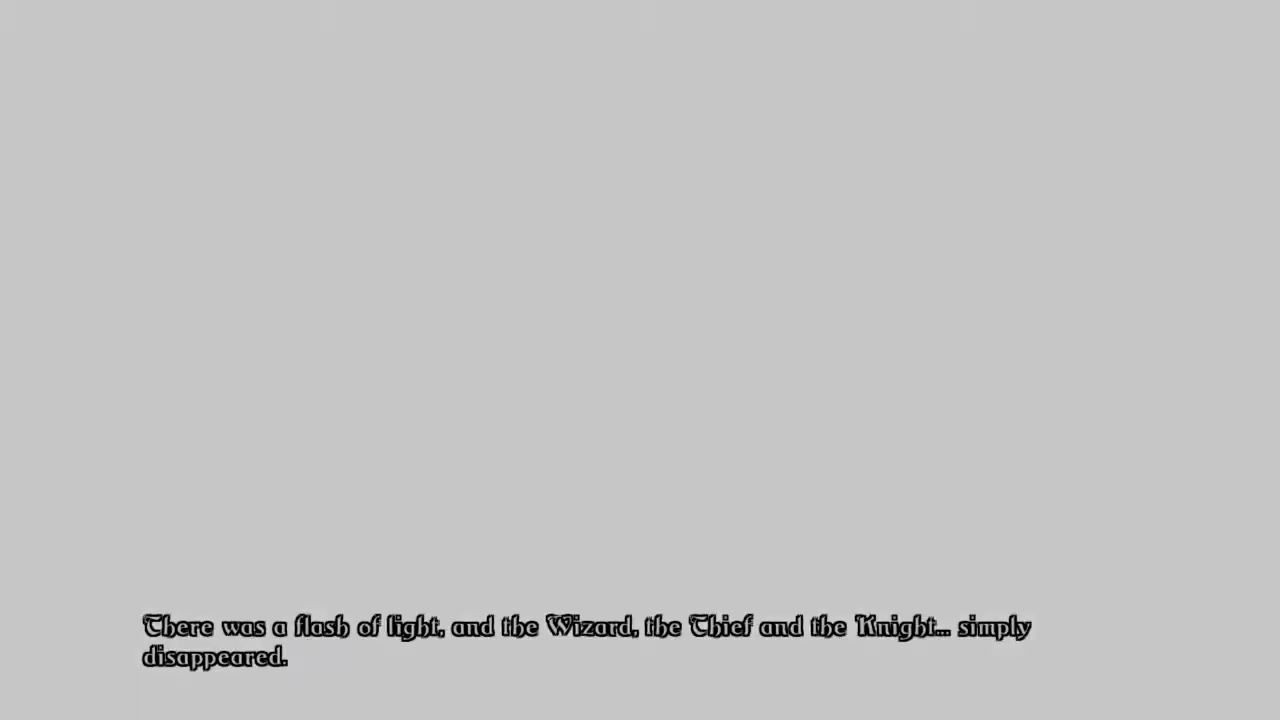 There was a flash of light, and the Wizard, the Thief and the Knight... simply
disappeared.